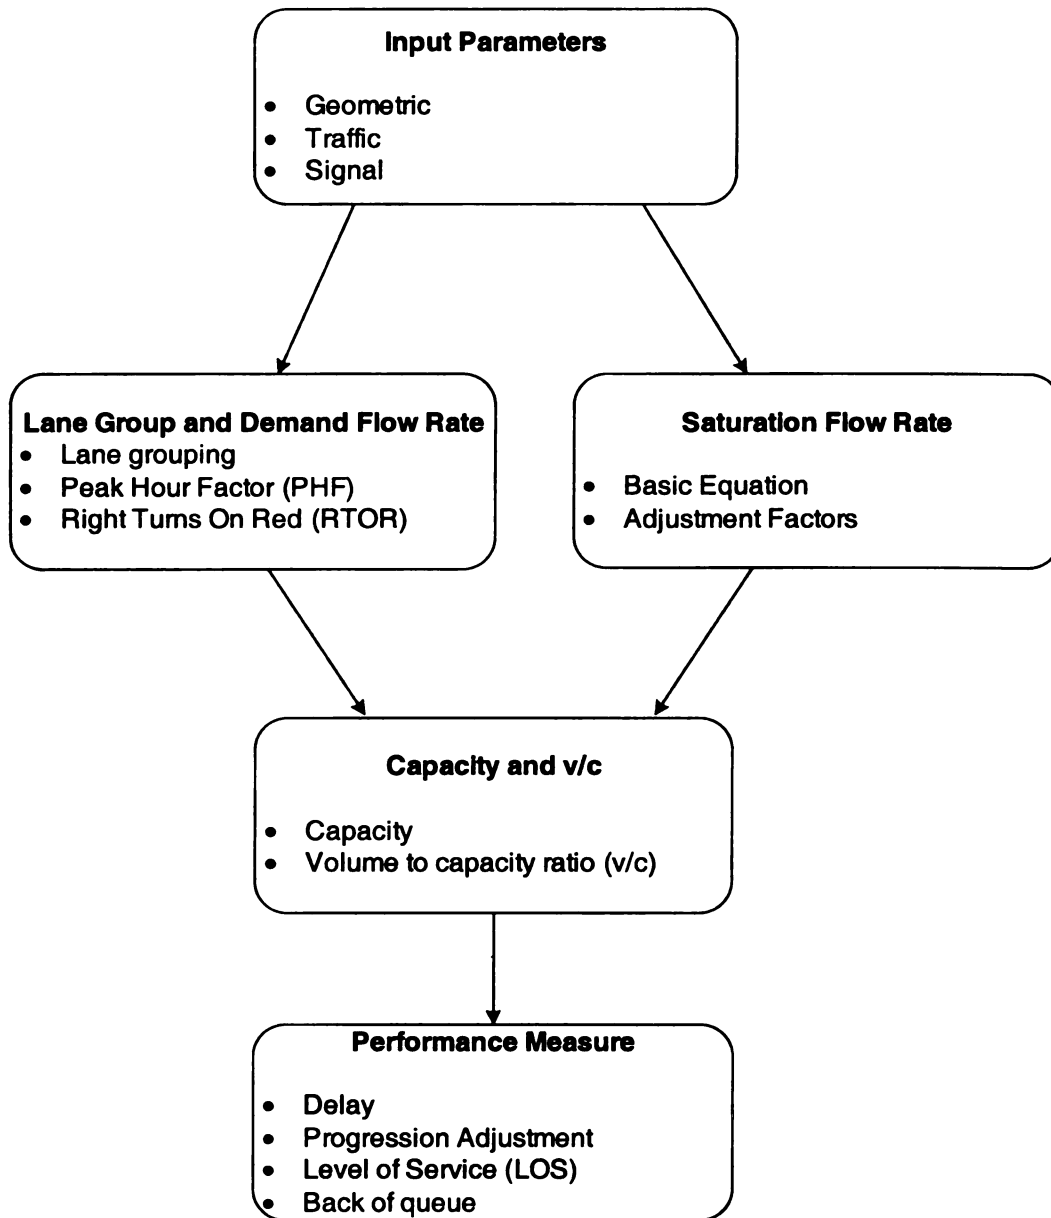 Input Parameters
• Geometric
• Traffic
• Signal
Lane Group and Demand Flow Rate
• Lane grouping
• Peak Hour Factor (PHF)
• Right Turns On Red (RTOR)
Saturation Flow Rate
• Basic Equation
• Adjustment Factors
Capacity and v/c
• Capacity
• Volume to capacity ratio (v/c)
Performance Measure
• Delay
• Progression Adjustment
• Level of Service (LOS)
• Back of queue